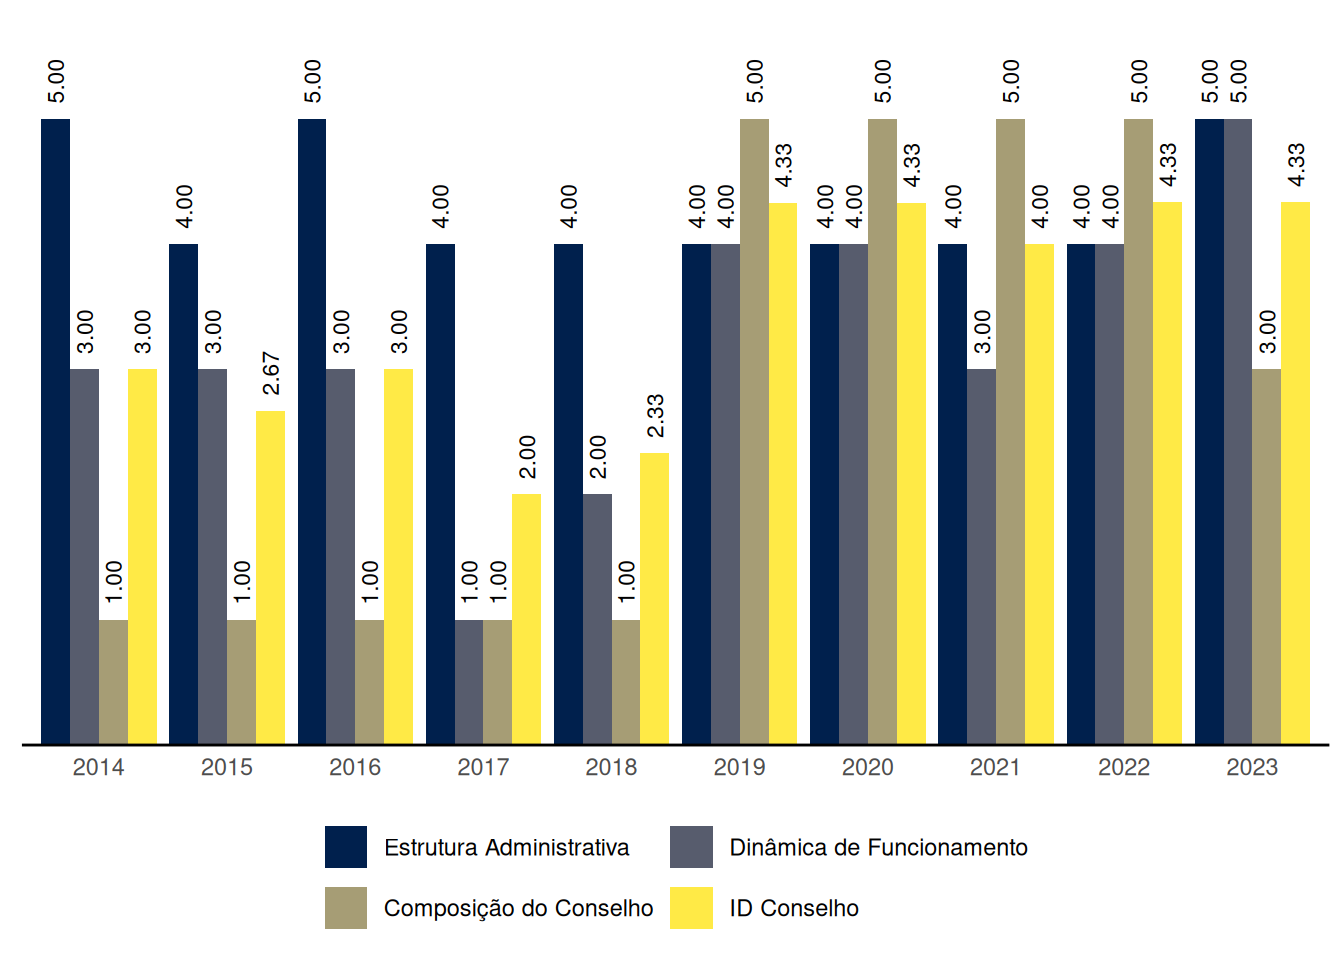 5.00 3.00 1.00 3.00
4.00 3.00 1.00 2.67
5.00 3.00 1.00 3.00
4.00 1.00 1.00 2.00
4.00 2.00 1.00 2.33
4.00 4.00 5.00 4.33
4.00 4.00 5.00 4.33
4.00 3.00 5.00 4.00
4.00 4.00 5.00 4.33
5.00 5.00 3.00 4.33
2014 2015 2016 2017 2018 2019 2020 2021 2022 2023
Estrutura Administrativa Dinâmica de Funcionamento
Composição do Conselho ID Conselho